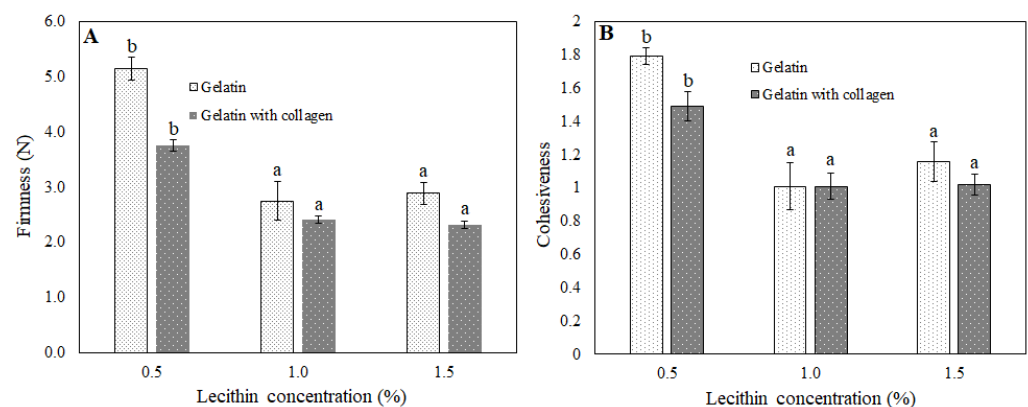 A
Firmness (N)
6.0
5.0
4.0
3.0
2.0
1.0
0.0
b
b
a
a
a
a
Gelatin
Gelatin with collagen
0.5 1.0 1.5
Lecithin concentration (%)
B
Cohesiveness
2
1.8
1.6
1.4
1.2
1
0.8
0.6
0.4
0.2
0
b
b
a
a
a
a
Gelatin
Gelatin with collagen
0.5 1.0 1.5
Lecithin concentration (%)